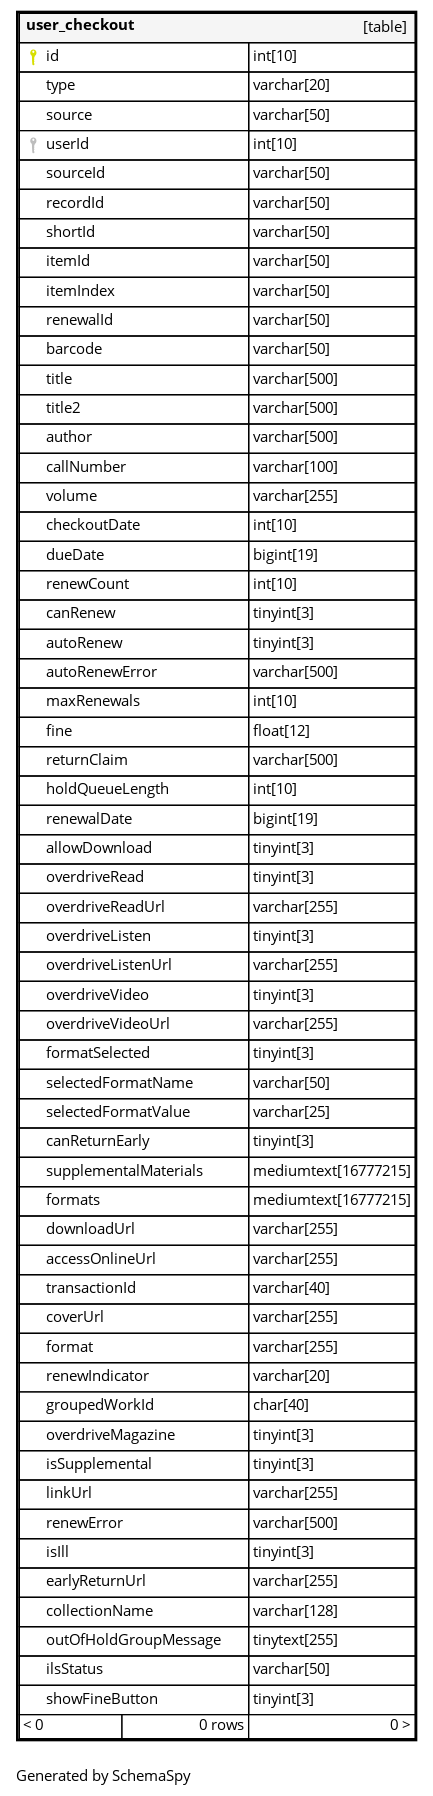 user_checkout [table]
id int[10]
type varchar[20]
source varchar[50]
userId int[10]
sourceId varchar[50]
recordId varchar[50]
shortId varchar[50]
itemId varchar[50]
itemIndex varchar[50]
renewalId varchar[50]
barcode varchar[50]
title varchar[500]
title2 varchar[500]
author varchar[500]
callNumber varchar[100]
volume varchar[255]
checkoutDate int[10]
dueDate bigint[19]
renewCount int[10]
canRenew tinyint[3]
autoRenew tinyint[3]
autoRenewError varchar[500]
maxRenewals int[10]
fine float[12]
returnClaim varchar[500]
holdQueueLength int[10]
renewalDate bigint[19]
allowDownload tinyint[3]
overdriveRead tinyint[3]
overdriveReadUrl varchar[255]
overdriveListen tinyint[3]
overdriveListenUrl varchar[255]
overdriveVideo tinyint[3]
overdriveVideoUrl varchar[255]
formatSelected tinyint[3]
selectedFormatName varchar[50]
selectedFormatValue varchar[25]
canReturnEarly tinyint[3]
supplementalMaterials mediumtext[16777215]
formats mediumtext[16777215]
downloadUrl varchar[255]
accessOnlineUrl varchar[255]
transactionId varchar[40]
coverUrl varchar[255]
format varchar[255]
renewIndicator varchar[20]
groupedWorkId char[40]
overdriveMagazine tinyint[3]
isSupplemental tinyint[3]
linkUrl varchar[255]
renewError varchar[500]
isIll tinyint[3]
earlyReturnUrl varchar[255]
collectionName varchar[128]
outOfHoldGroupMessage tinytext[255]
ilsStatus varchar[50]
showFineButton tinyint[3]
< 0 0 rows 0 >
Generated by SchemaSpy